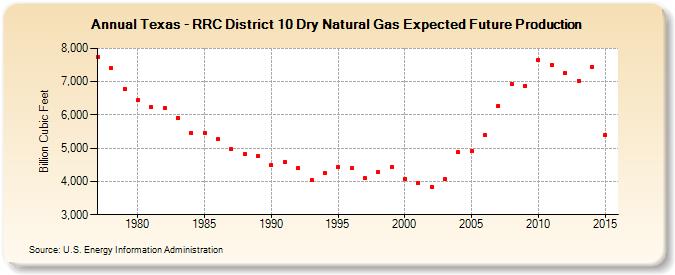 Annual Texas - RRC District 10 Dry Natural Gas Expected Future Production
Billion Cubic Feet
8,000
7,000
6,000
5,000
4,000
3,000
1980 1985 1990 1995 2000 2005 2010 2015
Source: U.S. Energy Information Administration